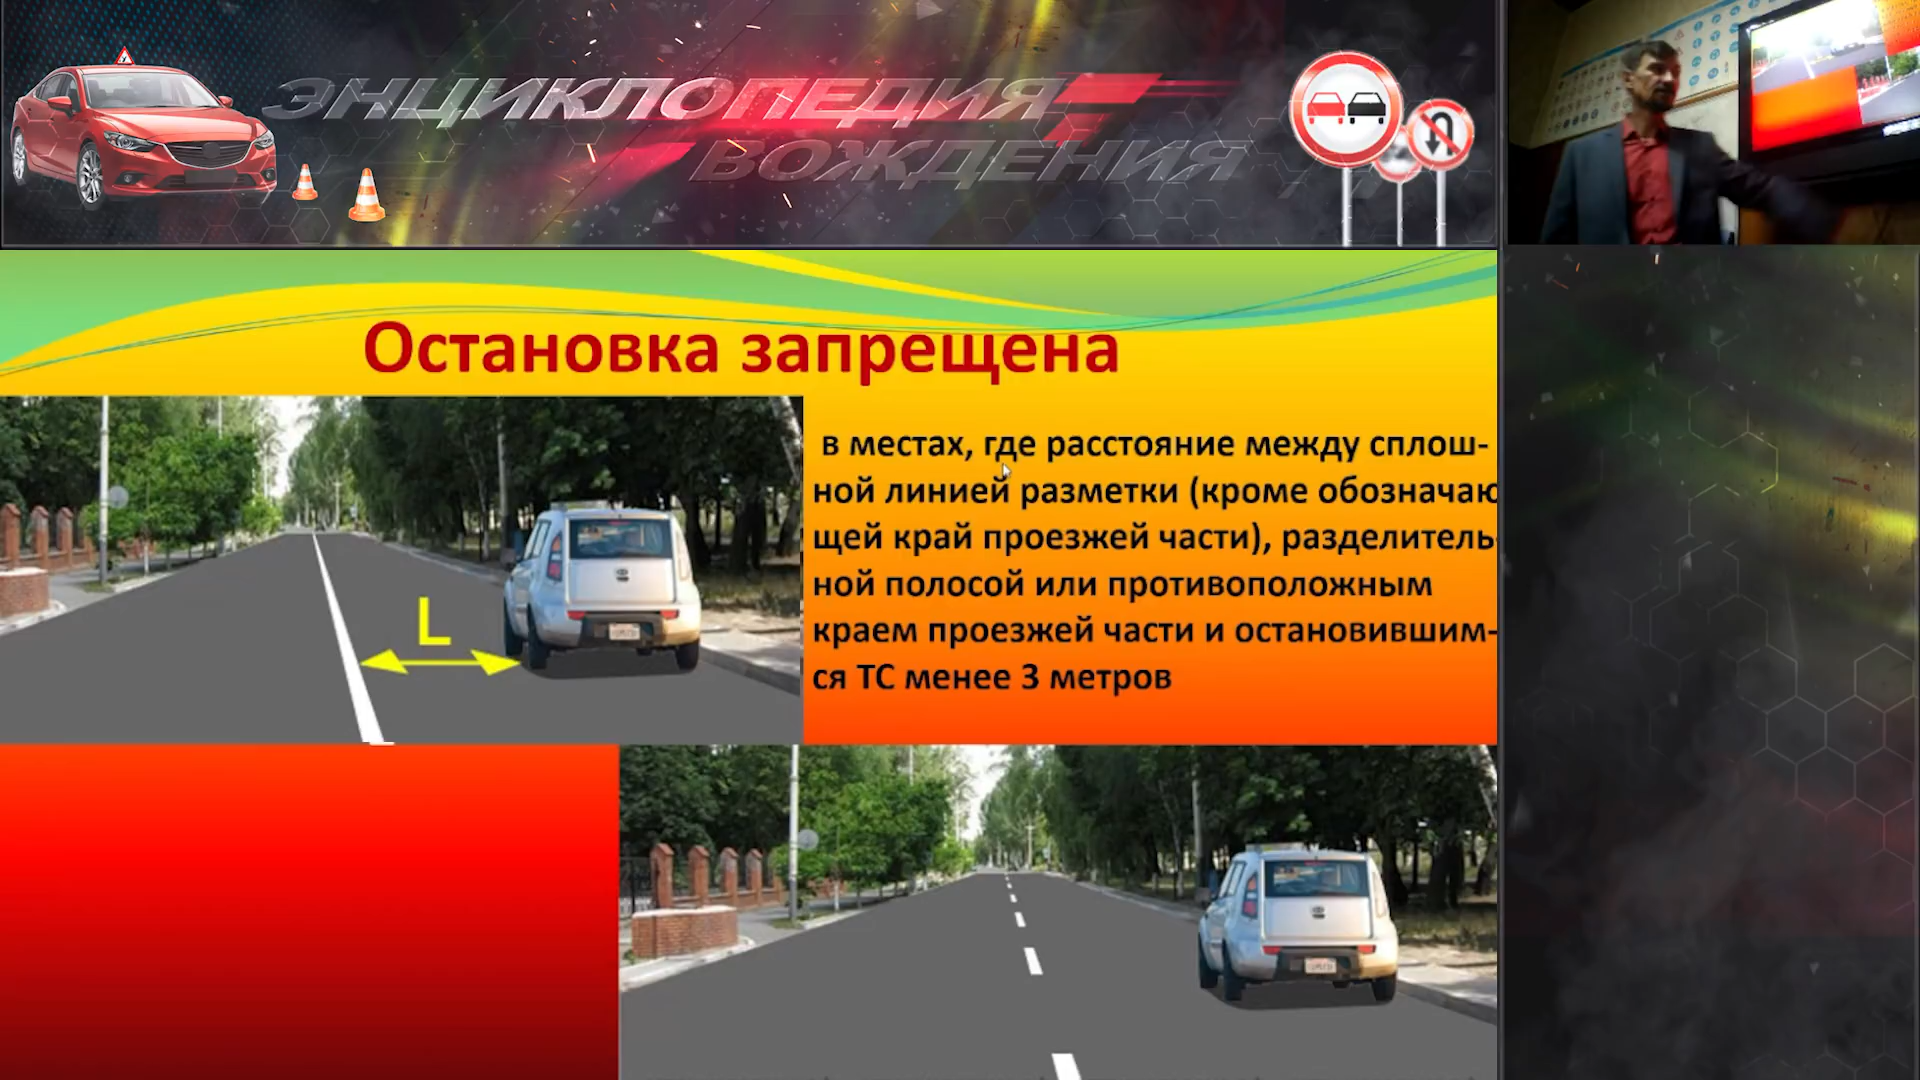 ЭНЦИКЛОПЕДИЯ
ВОЖДЕНИЯ
Остановка запрещена
в местах, где расстояние между сплош-
ной линией разметки (кроме обозначаю
щей край проезжей части), разделитель-
ной полосой или противоположным
краем проезжей части и остановившим-
ся ТС менее 3 метров
L